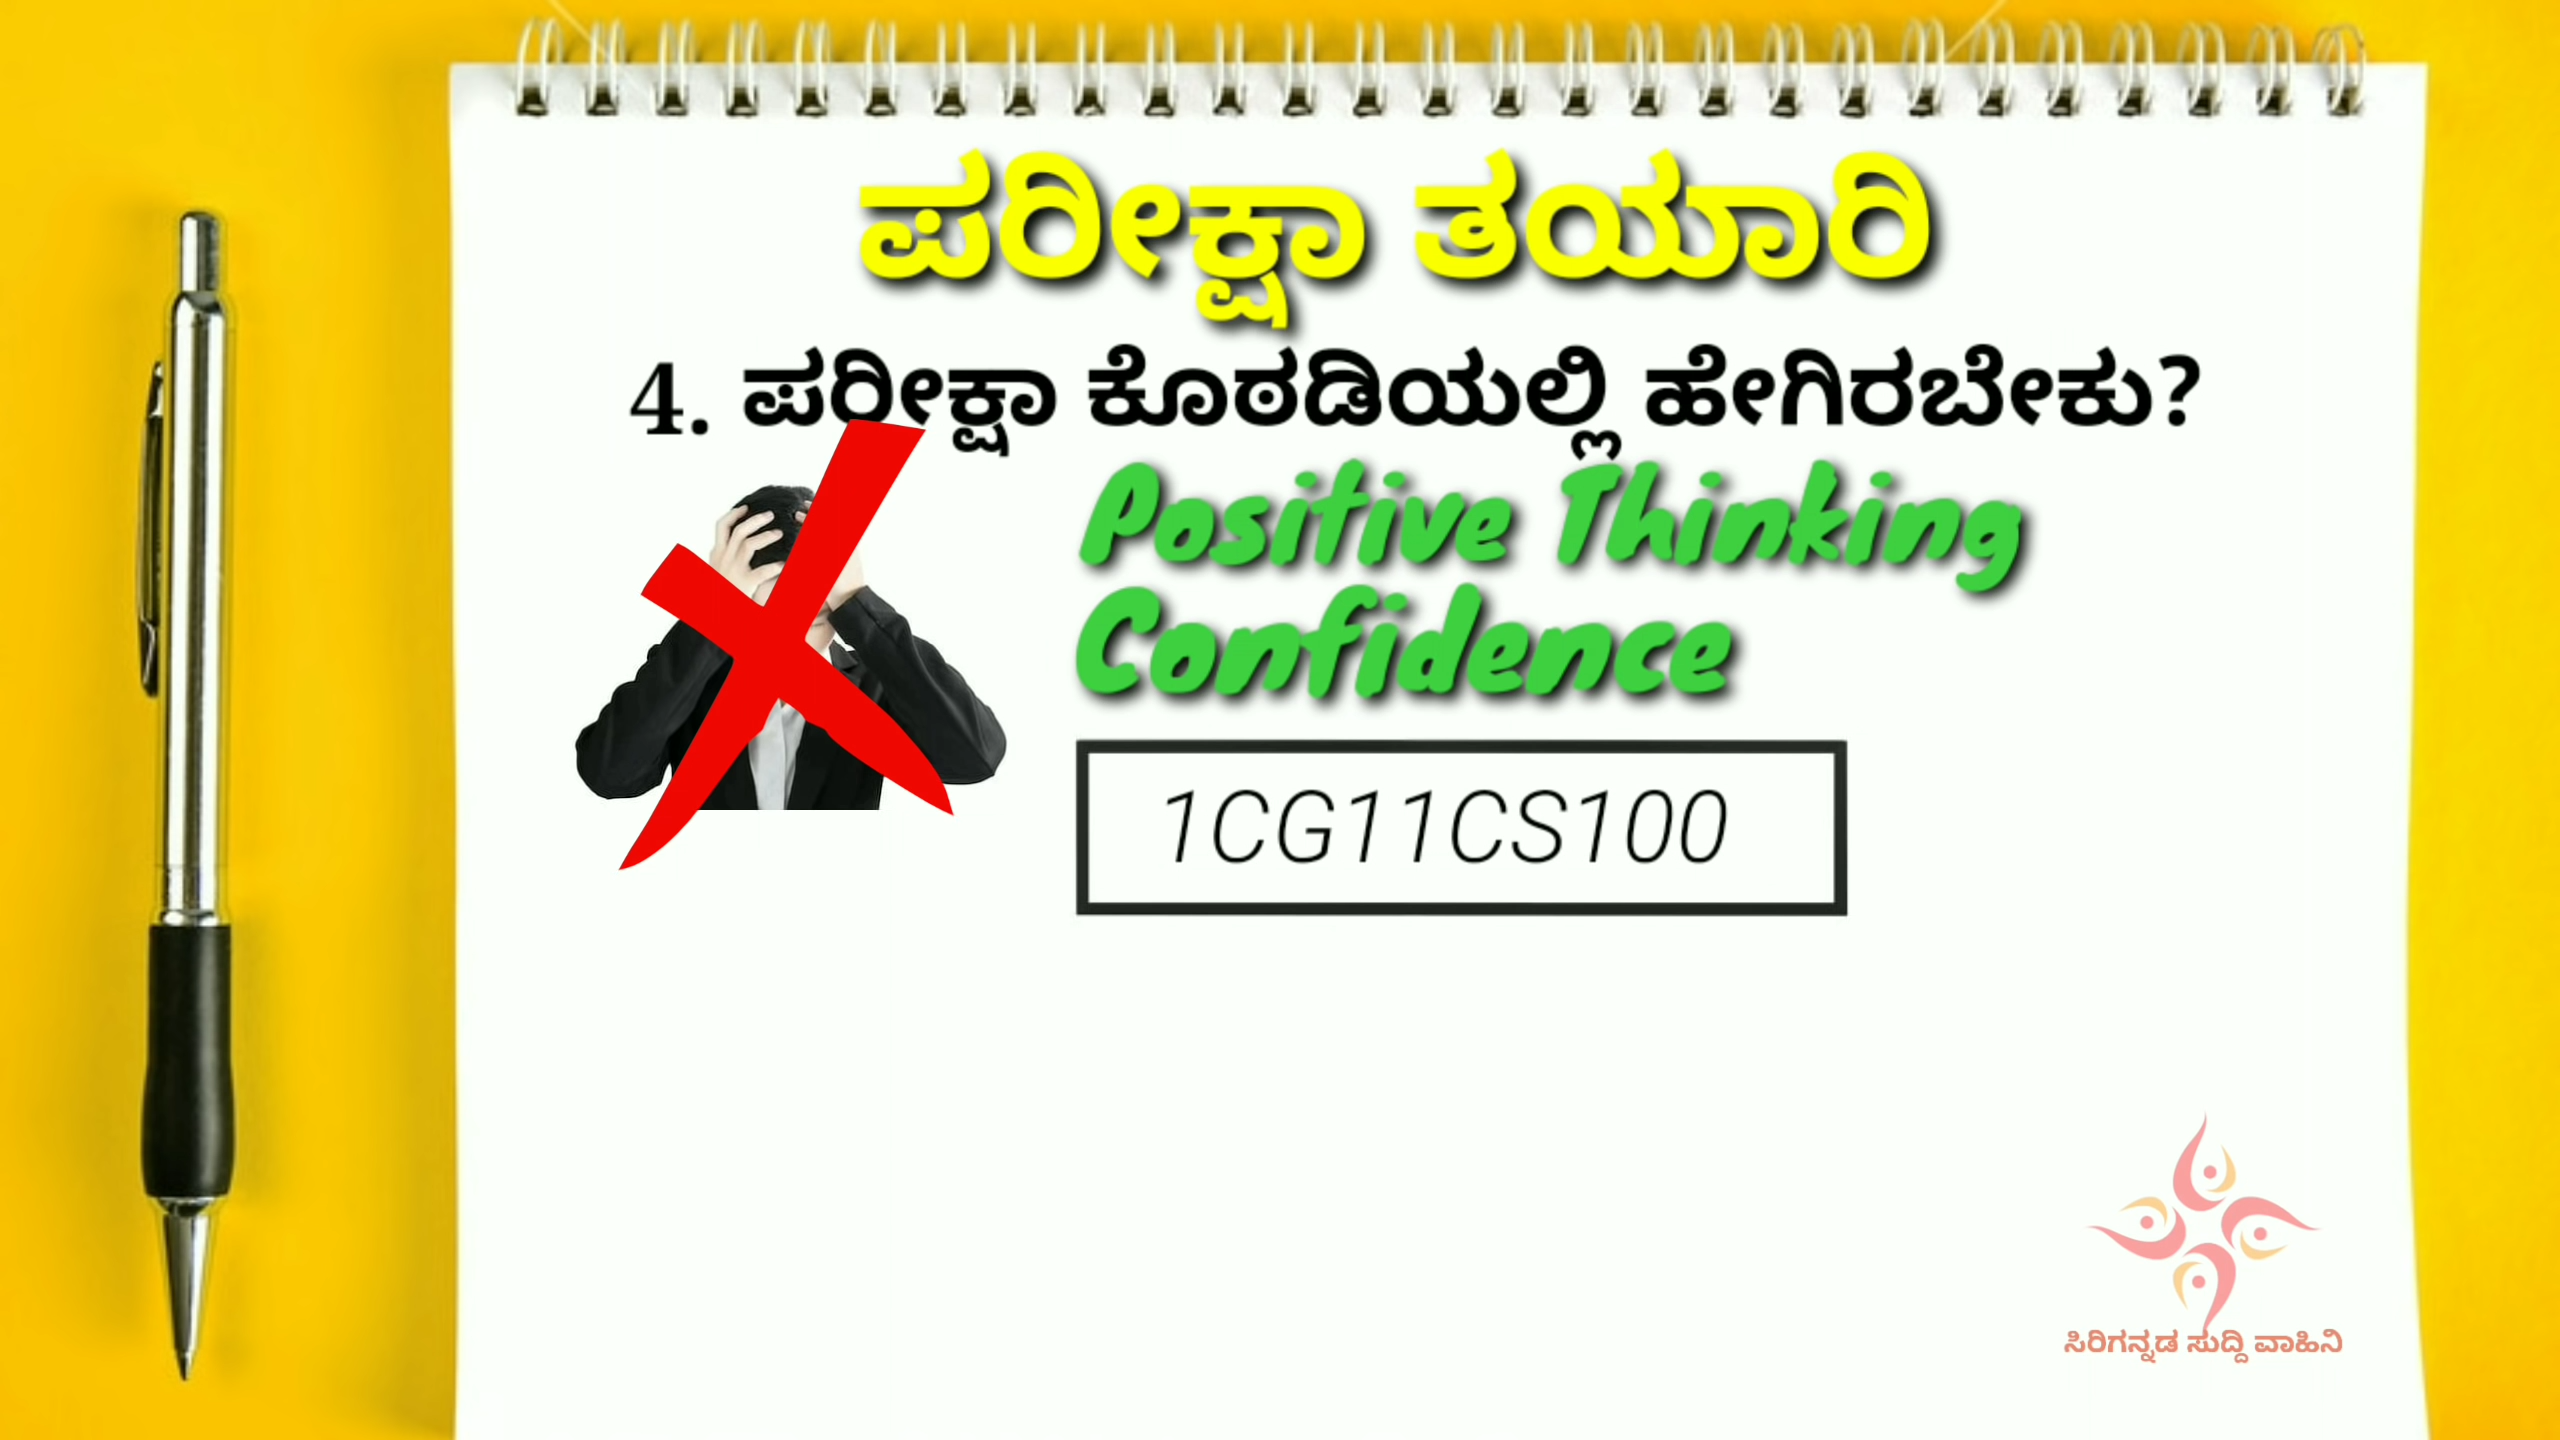 ಪರೀಕ್ಷಾ ತಯಾರಿ
4. ಪರೀಕ್ಷಾ ಕೊಠಡಿಯಲ್ಲಿ ಹೇಗಿರಬೇಕು?
Positive Thinking
Confidence
1CG11CS100
ಸಿರಿಗನ್ನಡ ಸುದ್ದಿ ವಾಹಿನಿ